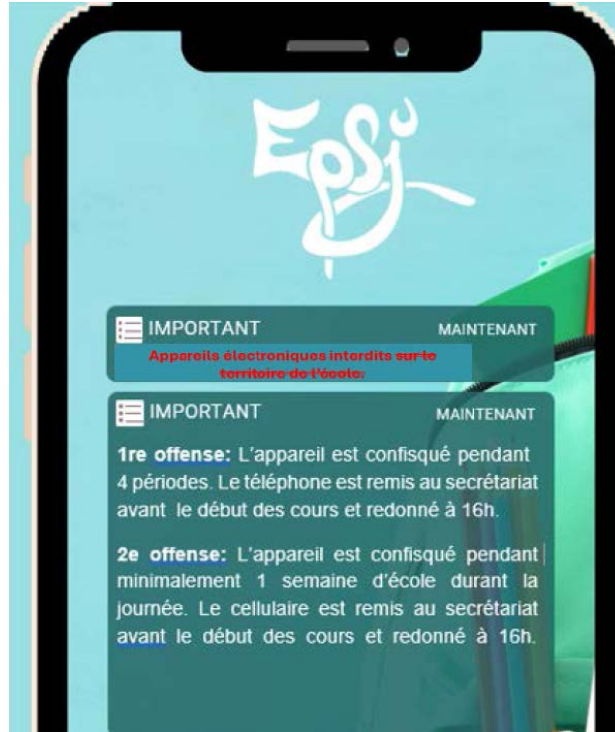 Epsj
IMPORTANT MAINTENANT
Appareils électroniques interdits sur le
territoire de l'école.
IMPORTANT MAINTENANT
1re offense: L'appareil est confisqué pendant
4 périodes. Le téléphone est remis au secrétariat
avant le début des cours et redonné à 16h.
2e offense: L'appareil est confisqué pendant
minimalement 1 semaine d'école durant la
journée. Le cellulaire est remis au secrétariat
avant le début des cours et redonné à 16h.